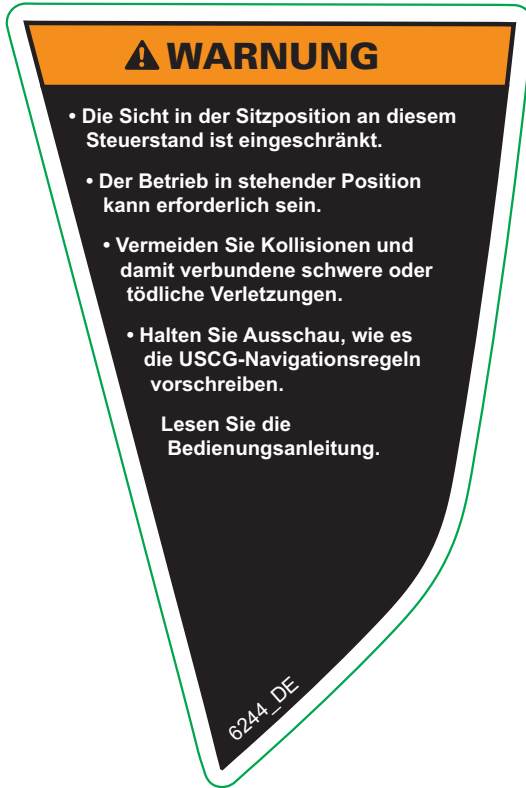 WARNUNG
• Die Sicht in der Sitzposition an diesem
Steuerstand ist eingeschränkt.
• Der Betrieb in stehender Position
kann erforderlich sein.
• Vermeiden Sie Kollisionen und
damit verbundene schwere oder
tödliche Verletzungen.
• Halten Sie Ausschau, wie es
die USCG-Navigationsregeln
vorschreiben.
Lesen Sie die
Bedienungsanleitung.
6244_DE